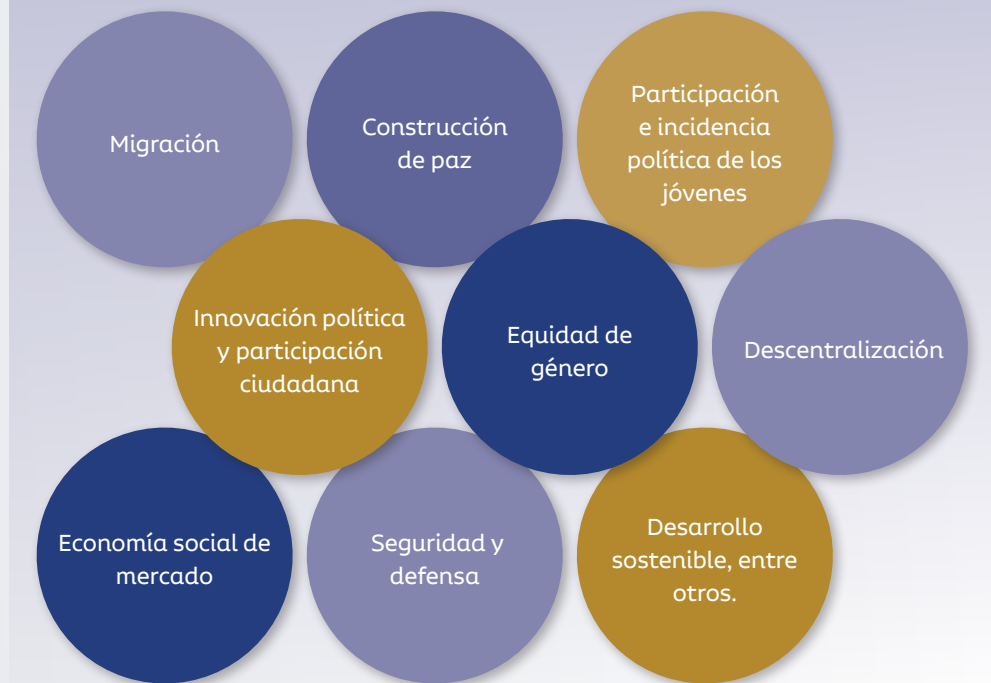 Migración
Construcción
de paz
Participación
e incidencia
política de los
jóvenes
Innovación política
y participación
ciudadana
Equidad de
género
Descentralización
Economía social de
mercado
Seguridad y
defensa
Desarrollo
sostenible, entre
otros.